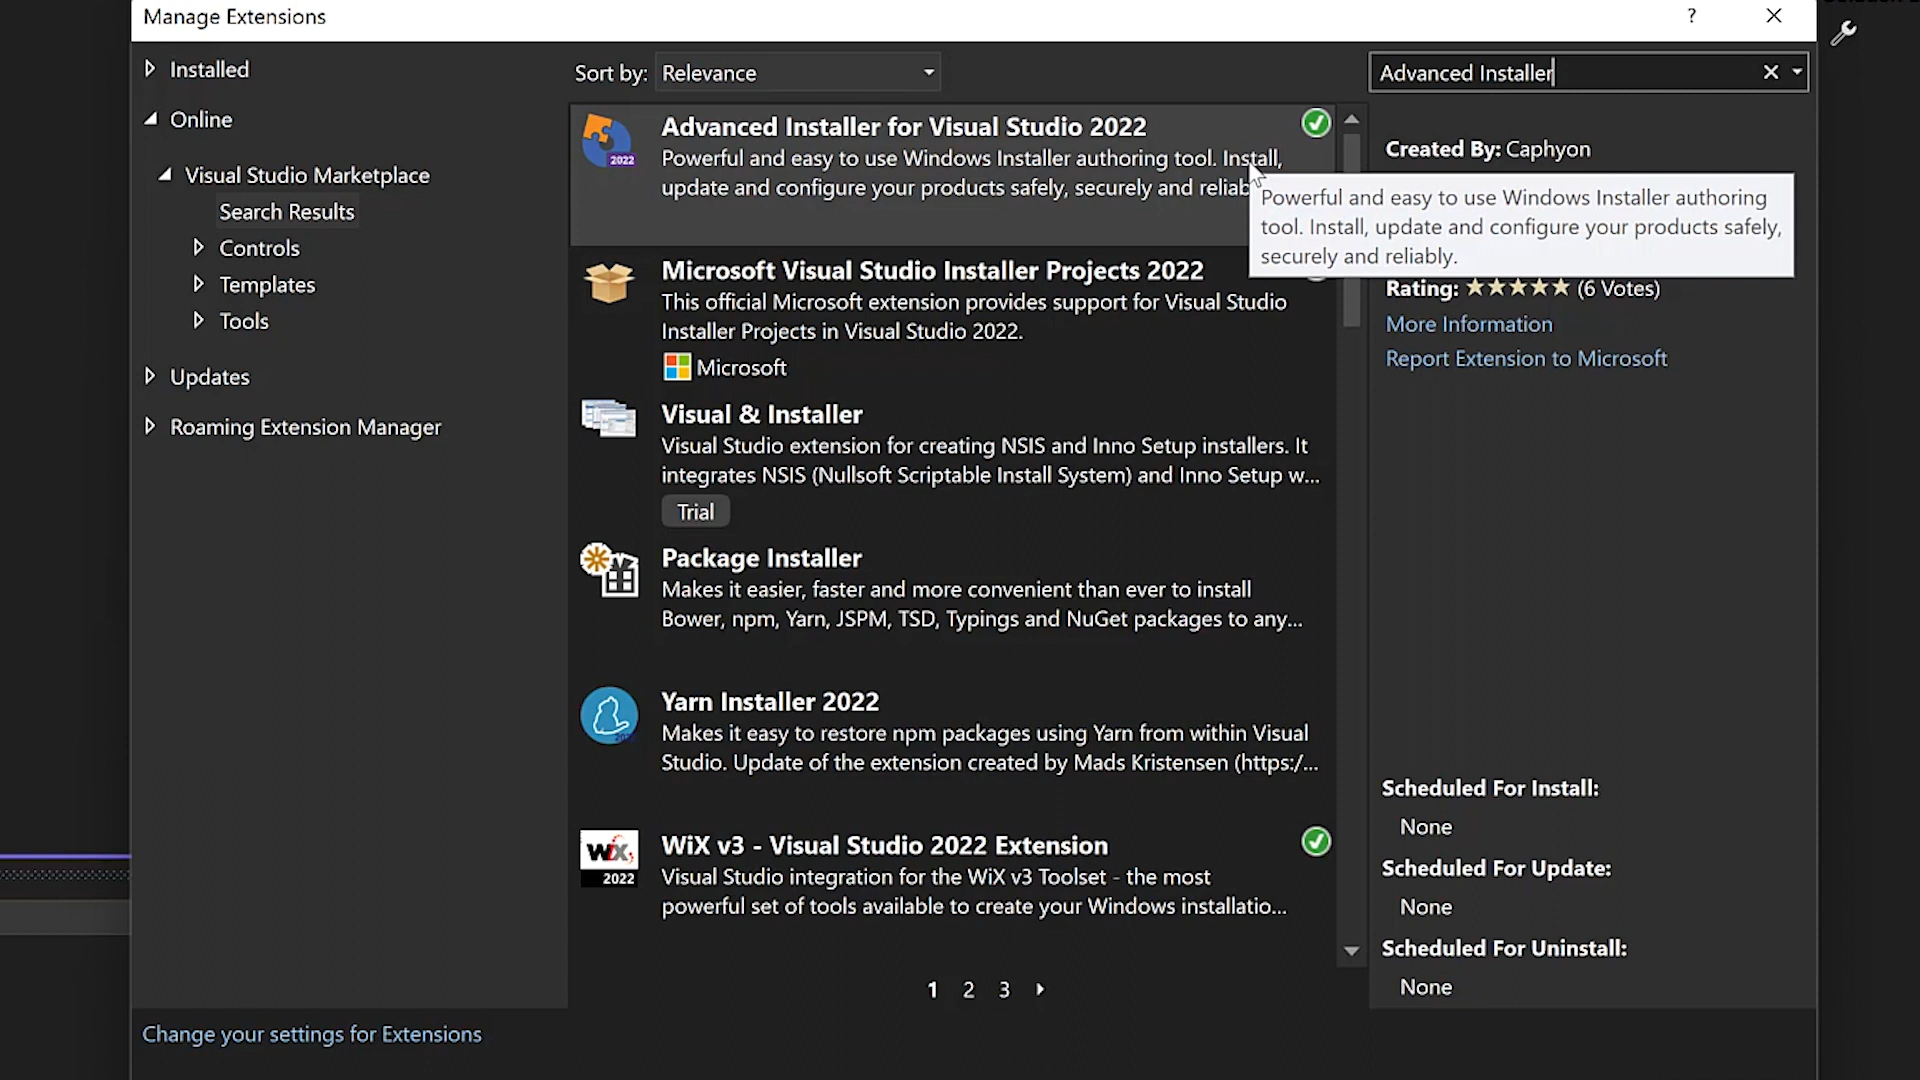 Manage Extensions
?
Installed
Online
Visual Studio Marketplace
Search Results
Controls
Templates
Tools
Updates
Roaming Extension Manager
Change your settings for Extensions
Sort by: Relevance
Advanced Installer for Visual Studio 2022
Powerful and easy to use Windows Installer authoring tool. Install,
update and configure your products safely, securely and reliab
2022
Microsoft Visual Studio Installer Projects 2022
This official Microsoft extension provides support for Visual Studio
Installer Projects in Visual Studio 2022.
Microsoft
Visual & Installer
Visual Studio extension for creating NSIS and Inno Setup installers. It
integrates NSIS (Nullsoft Scriptable Install System) and Inno Setup w...
Trial
Package Installer
Makes it easier, faster and more convenient than ever to install
Bower, npm, Yarn, JSPM, TSD, Typings and NuGet packages to any...
Yarn Installer 2022
Makes it easy to restore npm packages using Yarn from within Visual
Studio. Update of the extension created by Mads Kristensen (https:/...
WiX v3 - Visual Studio 2022 Extension
Visual Studio integration for the WiX v3 Toolset - the most
powerful set of tools available to create your Windows installatio...
WiX
2022
1 2 3
Advanced Installer
Created By: Caphyon
Powerful and easy to use Windows Installer authoring
tool. Install, update and configure your products safely,
securely and reliably.
Rating: ★★★★★ (6 Votes)
More Information
Report Extension to Microsoft
Scheduled For Install:
None
Scheduled For Update:
None
Scheduled For Uninstall:
None